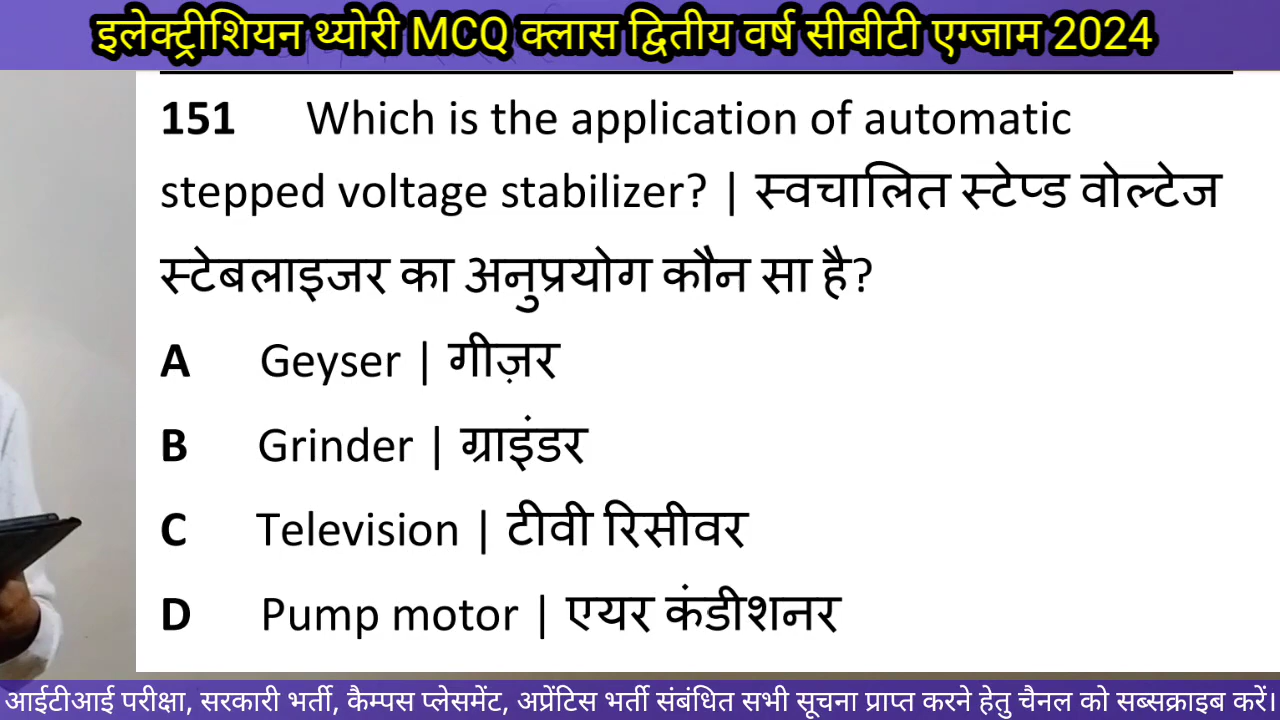 इलेक्ट्रीशियन थ्योरी MCQ क्लास द्वितीय वर्ष सीबीटी एग्जाम 2024
151 Which is the application of automatic
stepped voltage stabilizer? | स्वचालित स्टेप्ड वोल्टेज
स्टेबलाइजर का अनुप्रयोग कौन सा है?
A Geyser | गीज़र
B Grinder | ग्राइंडर
C Television | टीवी रिसीवर
D Pump motor | एयर कंडीशनर
आईटीआई परीक्षा, सरकारी भर्ती, कैम्पस प्लेसमेंट, अप्रेंटिस भर्ती संबंधित सभी सूचना प्राप्त करने हेतु चैनल को सब्सक्राइब करें।